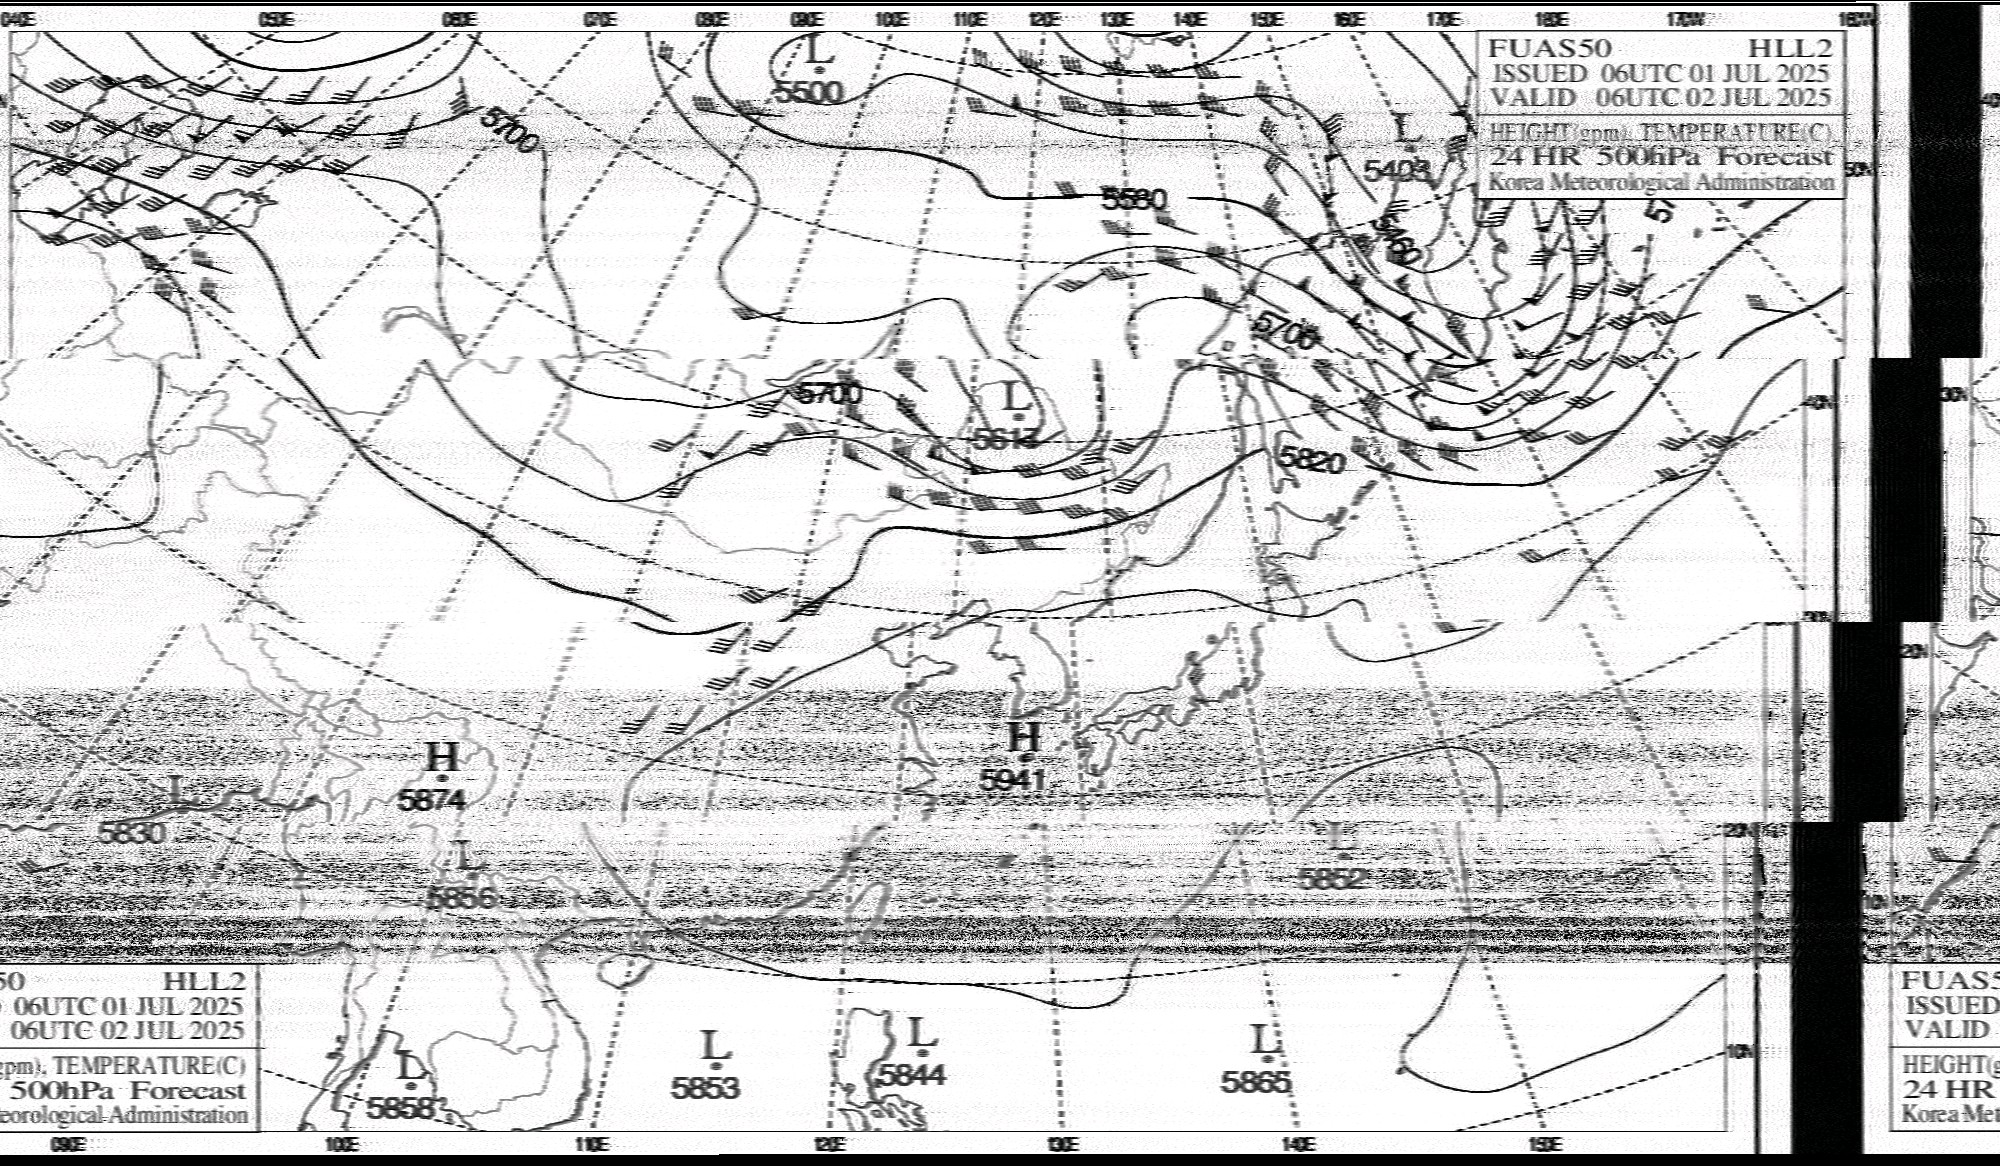 040E 050E 060E 070E 080E 090E 100E 110E 120E 130E 140E 150E 160E 170E 180E 170W 160W
FUAS50 HLL2
ISSUED 06UTC 01 JUL 2025
VALID 06UTC 02 JUL 2025
HEIGHT(gpm), TEMPERATURE(C)
24 HR 500hPa Forecast
Korea Meteorological Administration
L
5500
5700
L
5580
5460
50N
5700
5700
L
40N
30N
5820
20N
H
5941
H
5874
L
5830
L
5856
L
5852
20N
10N
50 HLL2
06UTC 01 JUL 2025
06UTC 02 JUL 2025
gpm), TEMPERATURE(C)
500hPa Forecast
eorological Administration
L
5858
L
5853
L
5844
L
5865
10N
FUAS5
ISSUED
VALID
HEIGHT(g
24 HR
Korea Met
090E 100E 110E 120E 130E 140E 150E